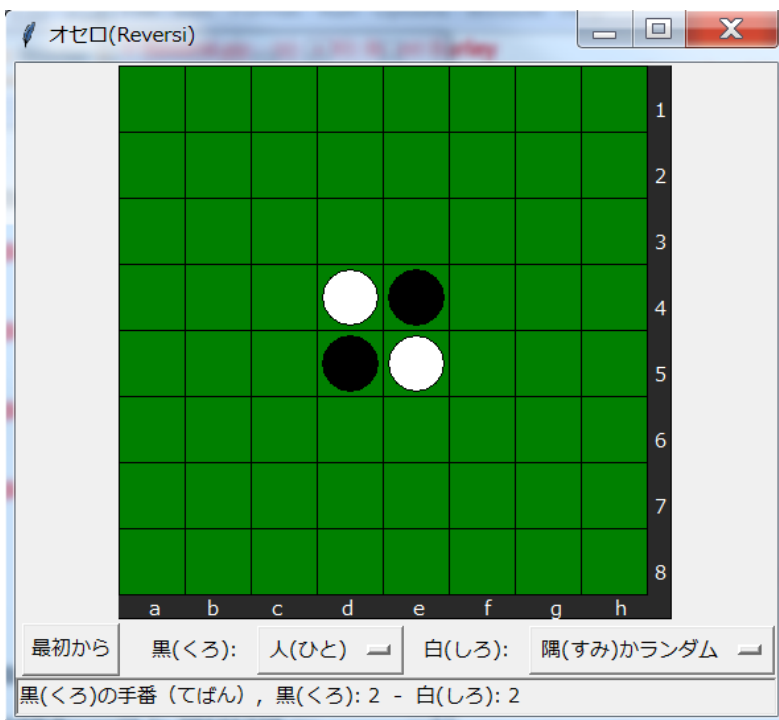 オセロ(Reversi)
1
2
3
4
5
6
7
8
a b c d e f g h
最初から 黒(くろ): 人(ひと) 白(しろ): 隅(すみ)かランダム
黒(くろ)の手番（てばん）, 黒(くろ): 2 - 白(しろ): 2